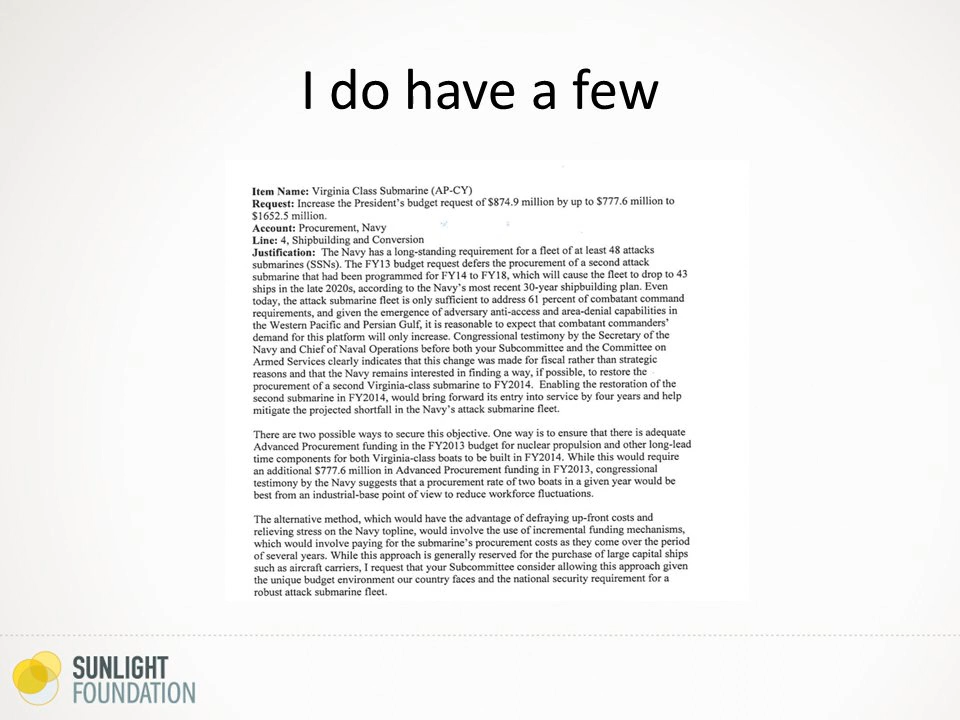 I do have a few
Item Name: Virginia Class Submarine (AP-CY)
Request: Increase the President's budget request of $874.9 million by up to $777.6 million to
$1652.5 million.
Account: Procurement, Navy
Line: 4, Shipbuilding and Conversion
Justification: The Navy has a long-standing requirement for a fleet of at least 48 attacks
submarines (SSNs). The FY13 budget request defers the procurement of a second attack
submarine that had been programmed for FY14 to FY18, which will cause the fleet to drop to 43
ships in the late 2020s, according to the Navy's most recent 30-year shipbuilding plan. Even
today, the attack submarine fleet is only sufficient to address 61 percent of combatant command
requirements, and given the emergence of adversary anti-access and area-denial capabilities in
the Western Pacific and Persian Gulf, it is reasonable to expect that combatant commanders'
demand for this platform will only increase. Congressional testimony by the Secretary of the
Navy and Chief of Naval Operations before both your Subcommittee and the Committee on
Armed Services clearly indicates that this change was made for fiscal rather than strategic
reasons and that the Navy remains interested in finding a way, if possible, to restore the
procurement of a second Virginia-class submarine to FY2014. Enabling the restoration of the
second submarine in FY2014, would bring forward its entry into service by four years and help
mitigate the projected shortfall in the Navy's attack submarine fleet.
There are two possible ways to secure this objective. One way is to ensure that there is adequate
Advanced Procurement funding in the FY2013 budget for nuclear propulsion and other long-lead
time components for both Virginia-class boats to be built in FY2014. While this would require
an additional $777.6 million in Advanced Procurement funding in FY2013, congressional
testimony by the Navy suggests that a procurement rate of two boats in a given year would be
best from an industrial-base point of view to reduce workforce fluctuations.
The alternative method, which would have the advantage of defraying up-front costs and
relieving stress on the Navy topline, would involve the use of incremental funding mechanisms,
which would involve paying for the submarine's procurement costs as they come over the period
of several years. While this approach is generally reserved for the purchase of large capital ships
such as aircraft carriers, I request that your Subcommittee consider allowing this approach given
the unique budget environment our country faces and the national security requirement for a
robust attack submarine fleet.
SUNLIGHT
FOUNDATION